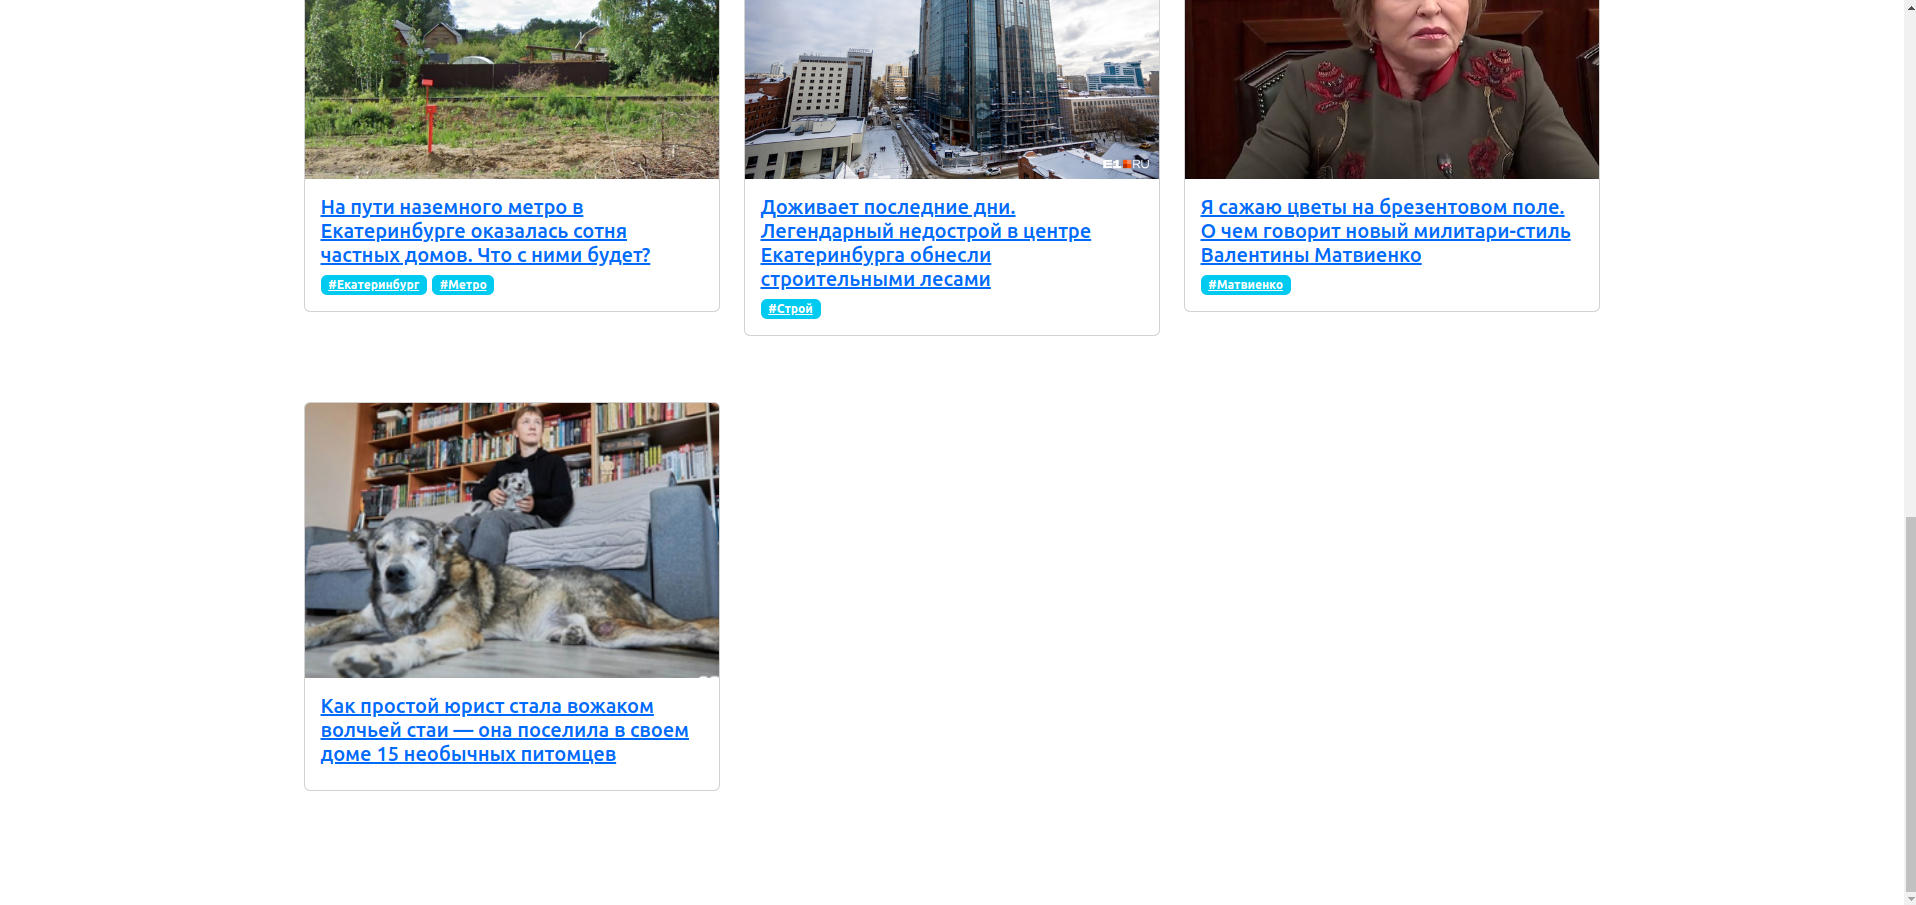 E1.RU
На пути наземного метро в
Екатеринбурге оказалась сотня
частных домов. Что с ними будет?
#Екатеринбург #Метро
Доживает последние дни.
Легендарный недострой в центре
Екатеринбурга обнесли
строительными лесами
#Строй
Я сажаю цветы на брезентовом поле.
О чем говорит новый милитари-стиль
Валентины Матвиенко
#Матвиенко
Как простой юрист стала вожаком
волчьей стаи — она поселила в своем
доме 15 необычных питомцев